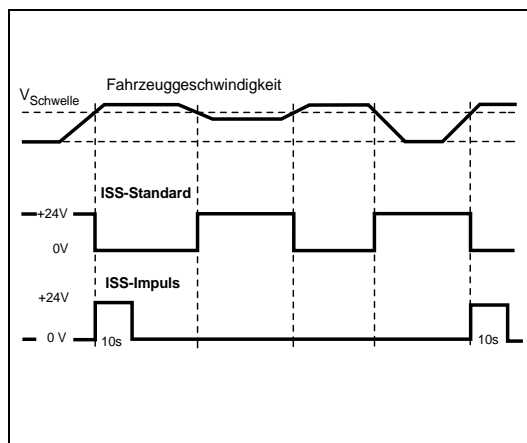 Fahrzeuggeschwindigkeit
VSchwelle
ISS-Standard
+24V
0V
ISS-Impuls
+24V
0 V
10s
10s